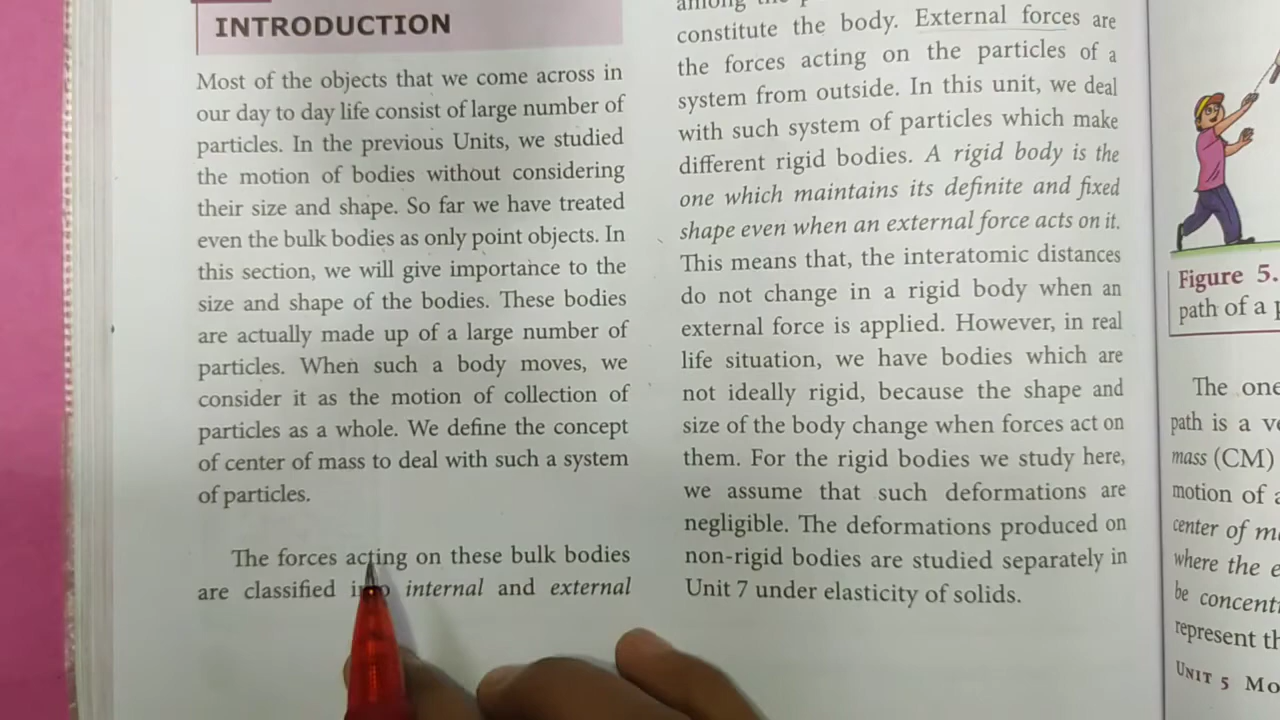 INTRODUCTION
Most of the objects that we come across in
our day to day life consist of large number of
particles. In the previous Units, we studied
the motion of bodies without considering
their size and shape. So far we have treated
even the bulk bodies as only point objects. In
this section, we will give importance to the
size and shape of the bodies. These bodies
are actually made up of a large number of
particles. When such a body moves, we
consider it as the motion of collection of
particles as a whole. We define the concept
of center of mass to deal with such a system
of particles.
The forces acting on these bulk bodies
are classified into internal and external
among the
constitute the body. External forces are
the forces acting on the particles of a
system from outside. In this unit, we deal
with such system of particles which make
different rigid bodies. A rigid body is the
one which maintains its definite and fixed
shape even when an external force acts on it.
This means that, the interatomic distances
do not change in a rigid body when an
external force is applied. However, in real
life situation, we have bodies which are
not ideally rigid, because the shape and
size of the body change when forces act on
them. For the rigid bodies we study here,
we assume that such deformations are
negligible. The deformations produced on
non-rigid bodies are studied separately in
Unit 7 under elasticity of solids.
Figure 5.
path of a
The one
path is a
mass (CM)
motion of
center of
where the
be
represent
UNIT 5